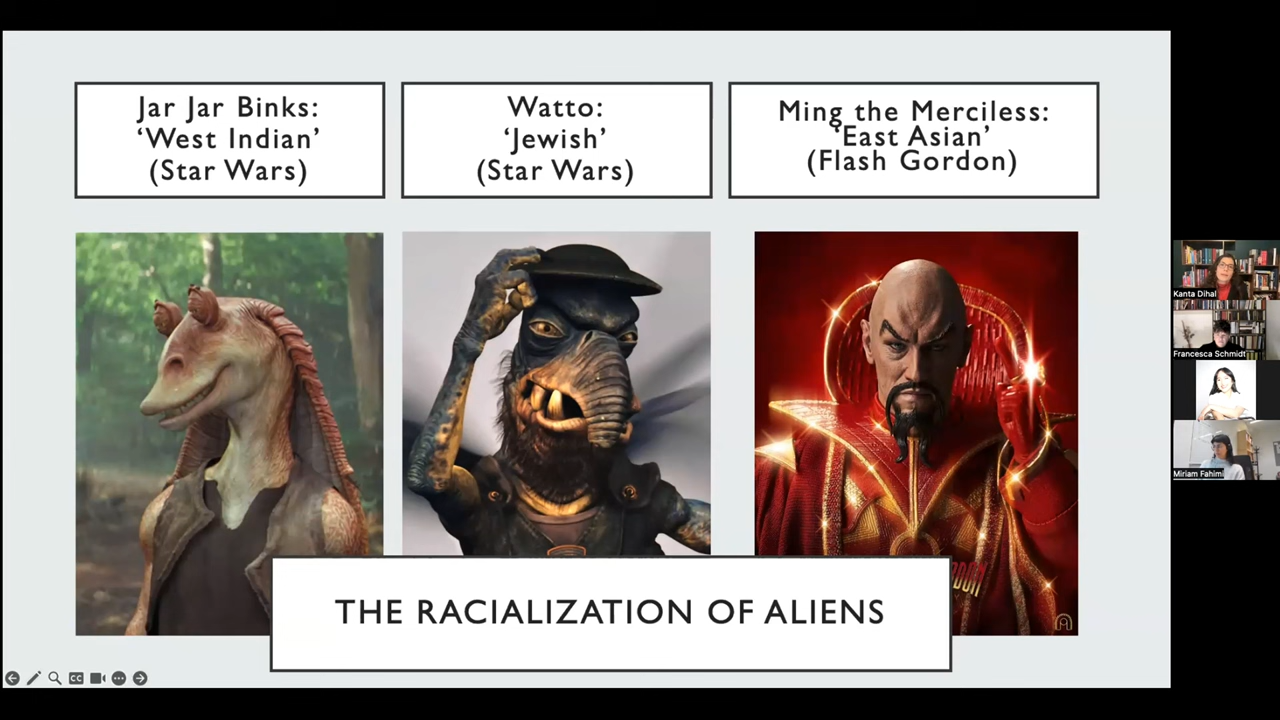 Jar Jar Binks:
‘West Indian’
(Star Wars)
Watto:
‘Jewish’
(Star Wars)
Ming the Merciless:
‘East Asian’
(Flash Gordon)
THE RACIALIZATION OF ALIENS
Kanta Dihal
Francesca Schmidt
Miriam Fahimi
CC